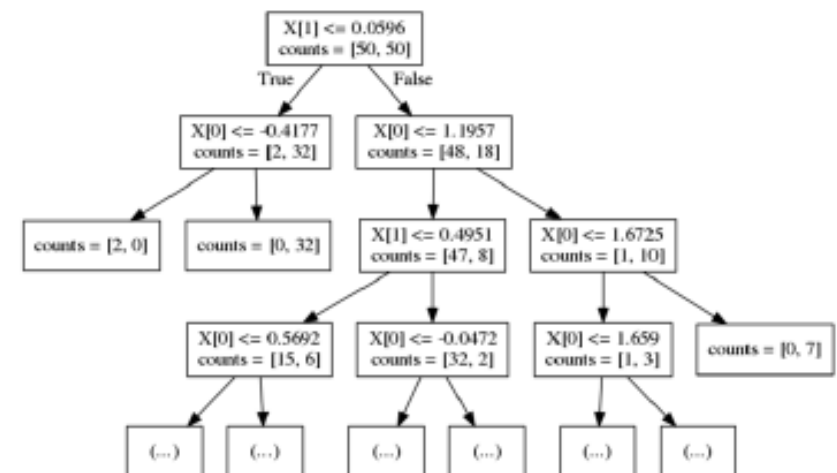 X[1] <= 0.0596
counts = [50, 50]
True
False
X[0] <= -0.4177
counts = [2, 32]
X[0] <= 1.1957
counts = [48, 18]
counts = [2, 0]
counts = [0, 32]
X[1] <= 0.4951
counts = [47, 8]
X[0] <= 1.6725
counts = [1, 10]
X[0] <= 0.5692
counts = [15, 6]
X[0] <= -0.0472
counts = [32, 2]
X[0] <= 1.659
counts = [1, 3]
counts = [0, 7]
(...)
(...)
(...)
(...)
(...)
(...)